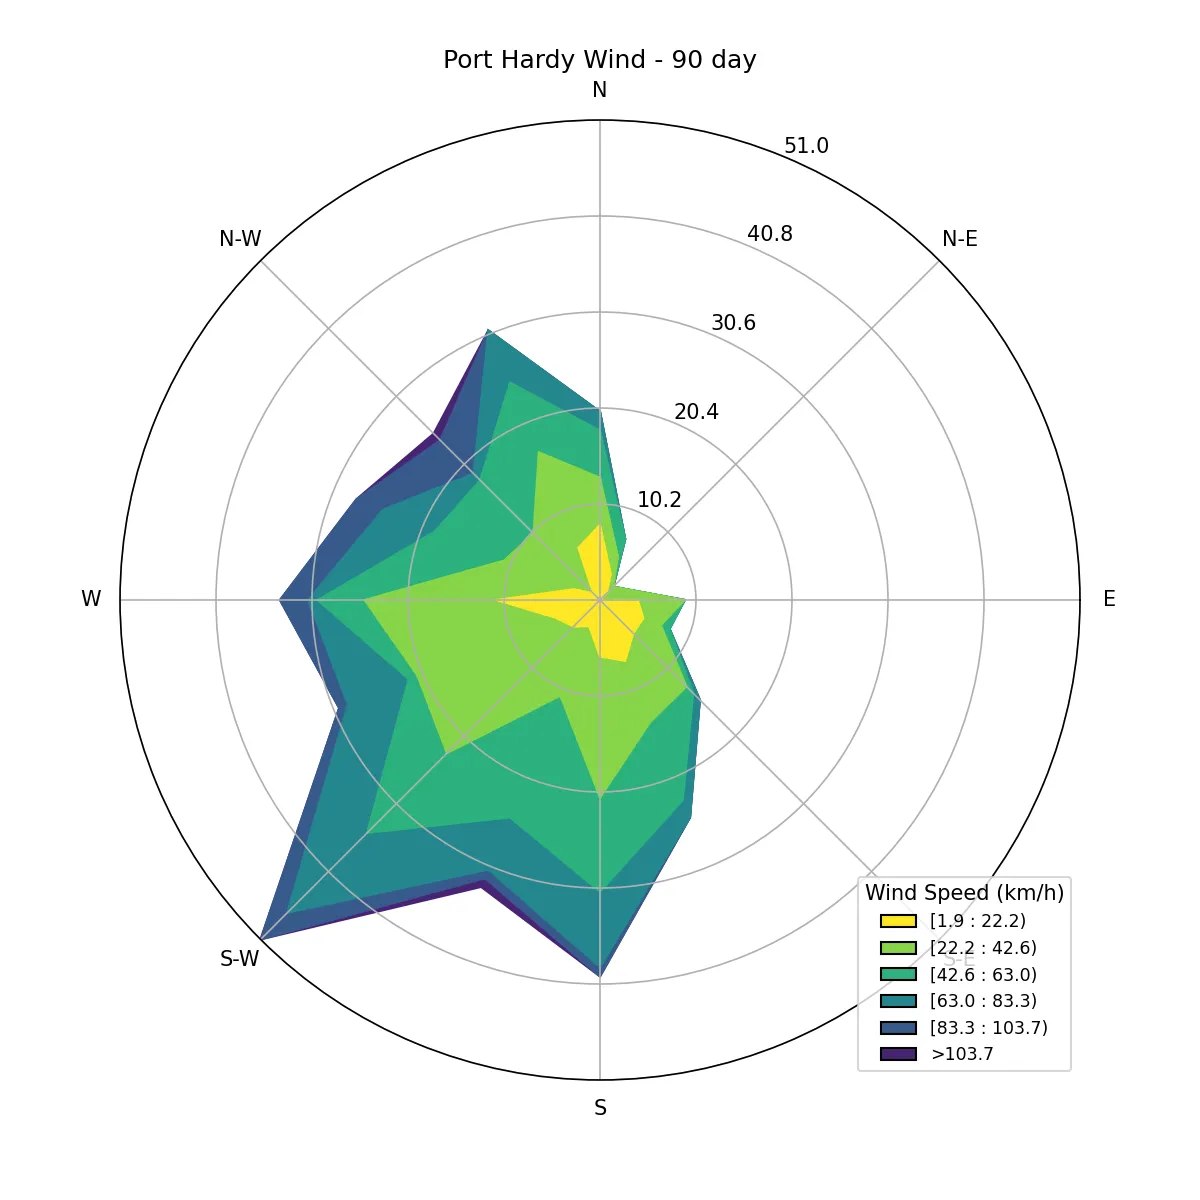 Port Hardy Wind - 90 day
N
51.0
N-W
40.8
N-E
30.6
20.4
10.2
W
E
Wind Speed (km/h)
[1.9 : 22.2)
[22.2 : 42.6)
S-W
S-E
[42.6 : 63.0)
[63.0 : 83.3)
[83.3 : 103.7)
>103.7
S